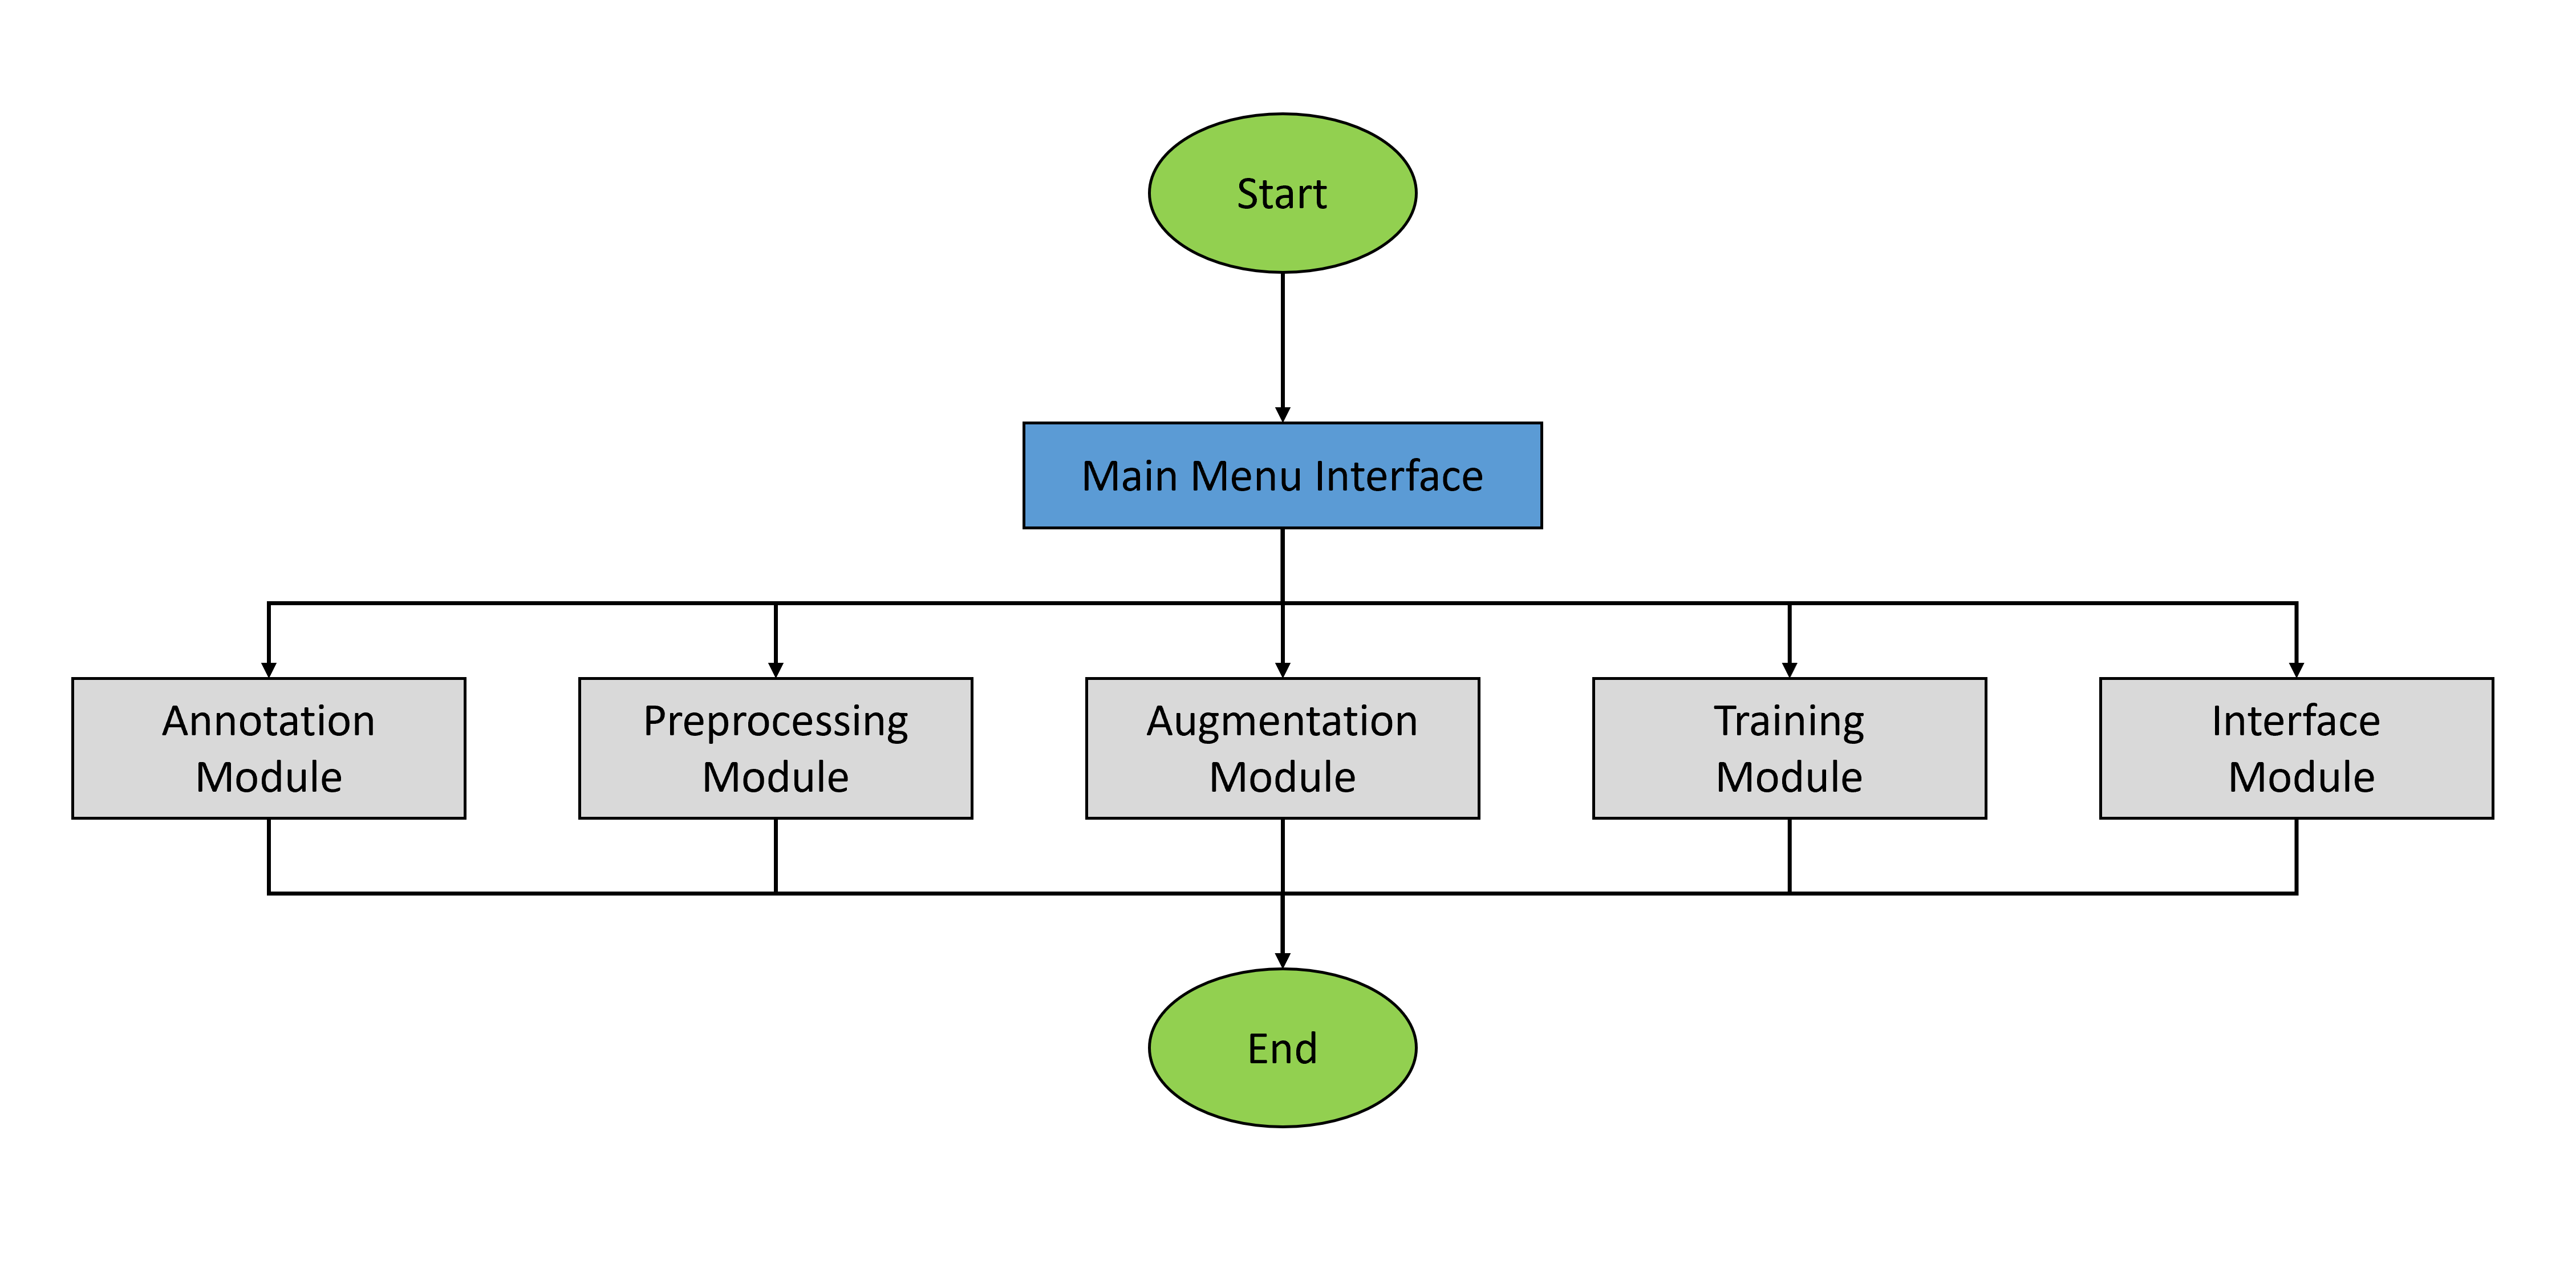 Start
Main Menu Interface
Annotation
Module
Preprocessing
Module
Augmentation
Module
Training
Module
Interface
Module
End